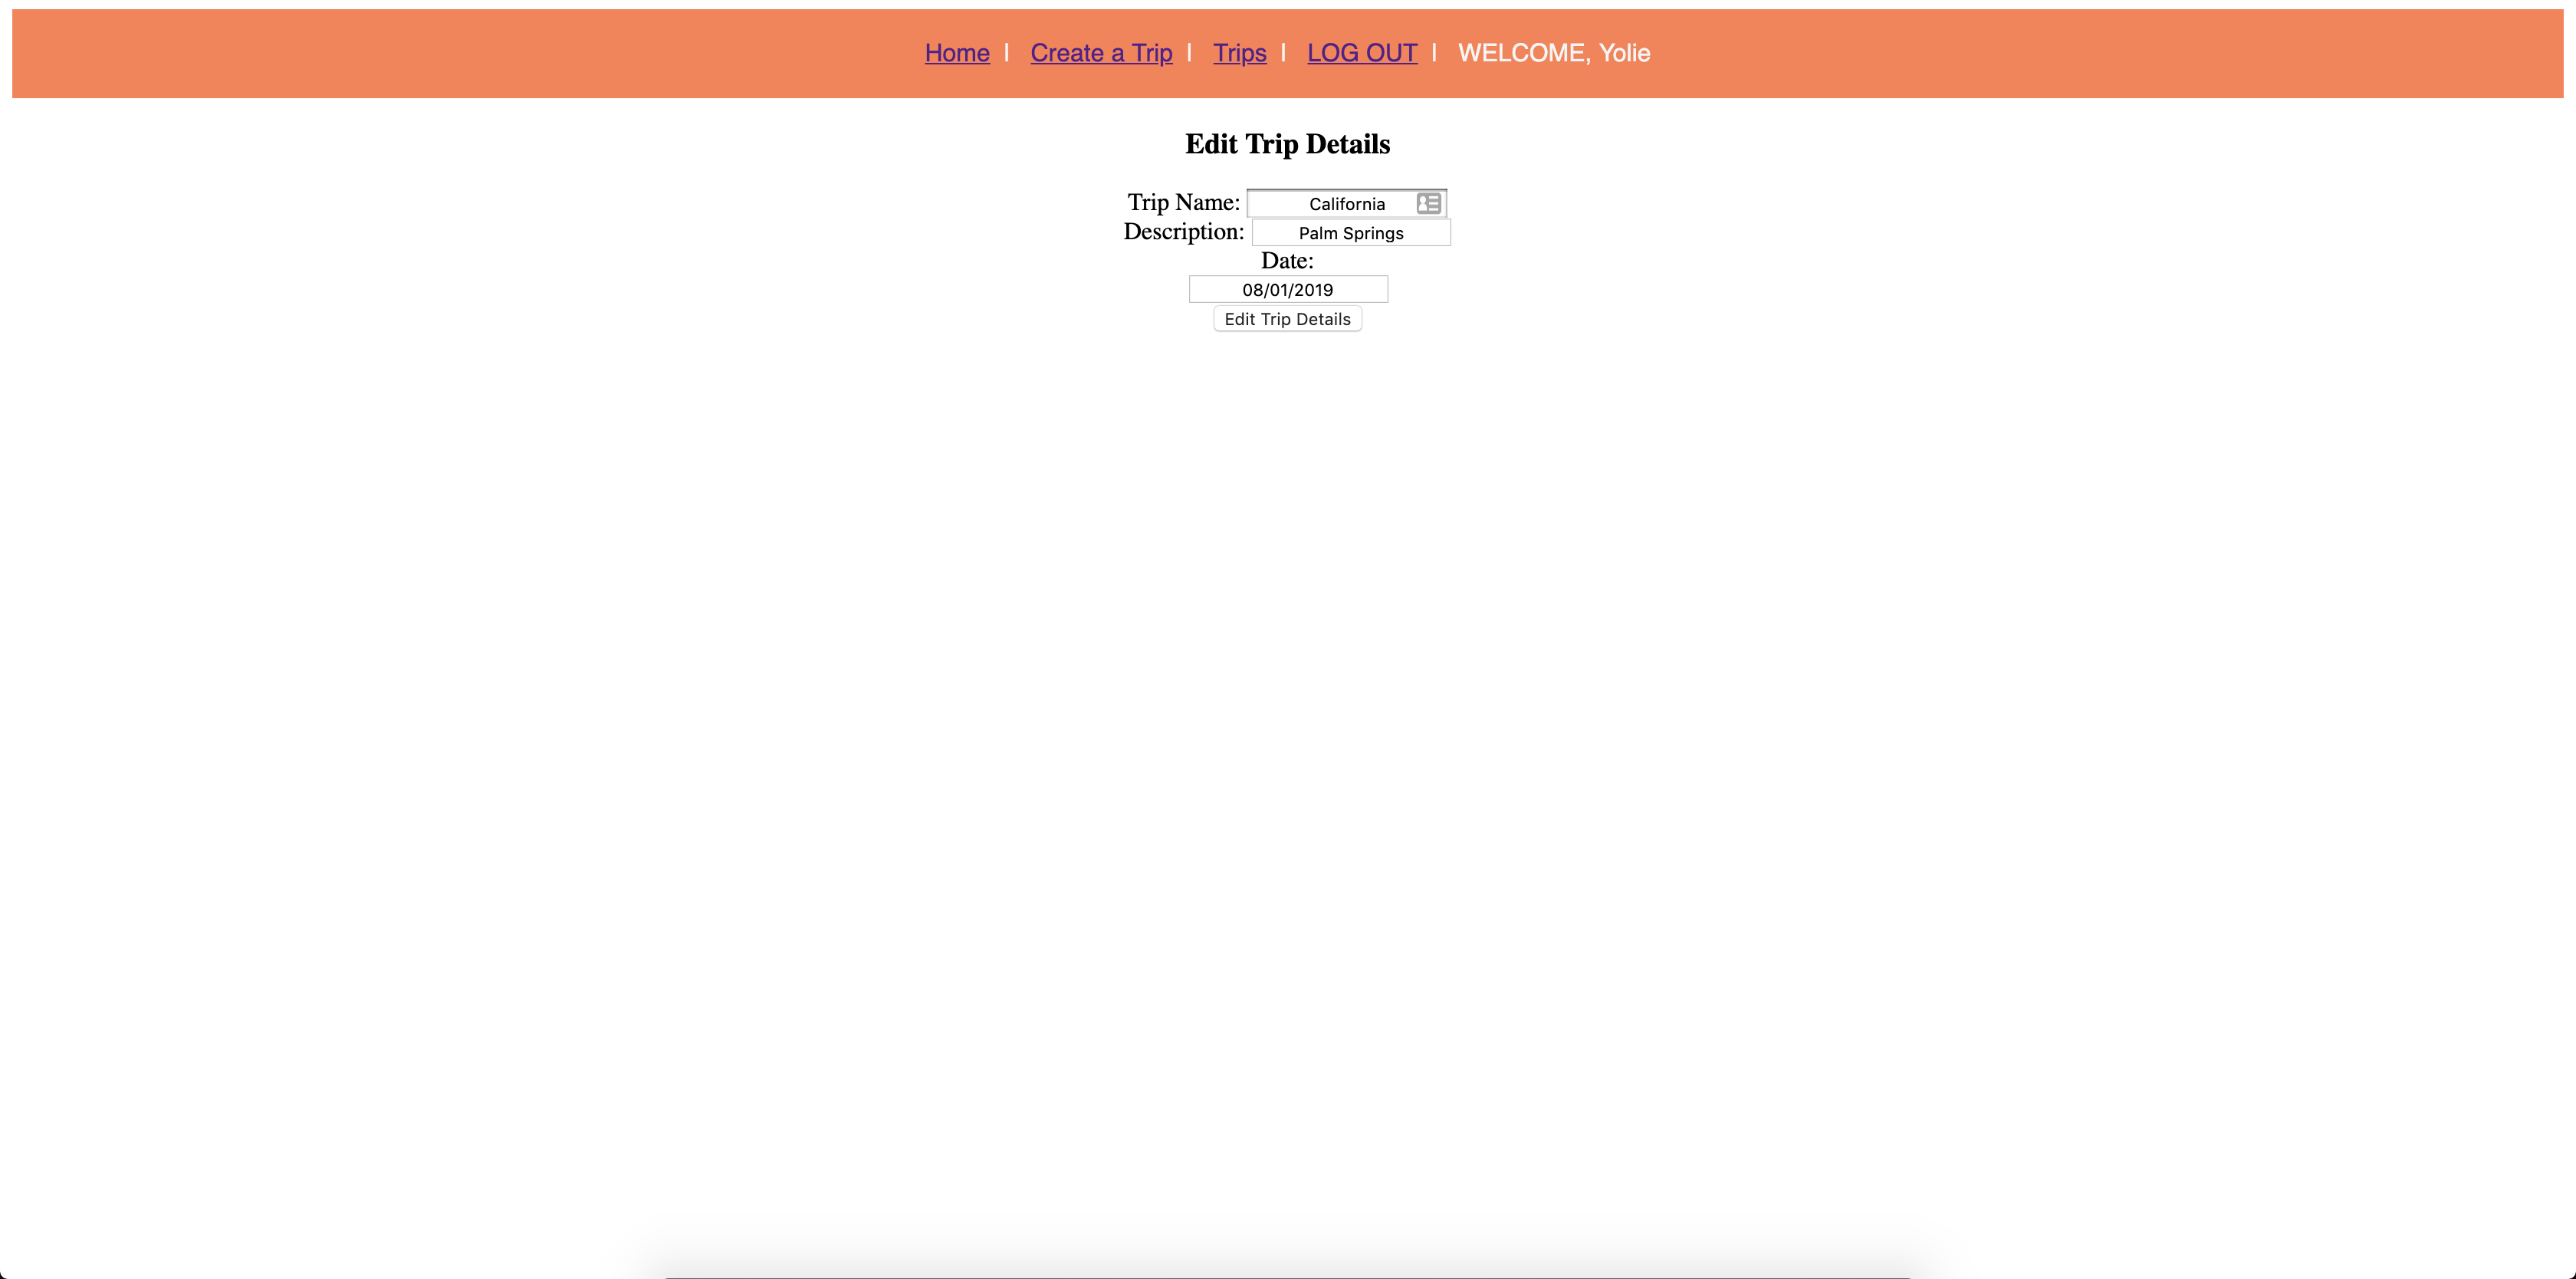 Home | Create a Trip | Trips | LOG OUT | WELCOME, Yolie
Edit Trip Details
Trip Name: California
Description: Palm Springs
Date:
08/01/2019
Edit Trip Details